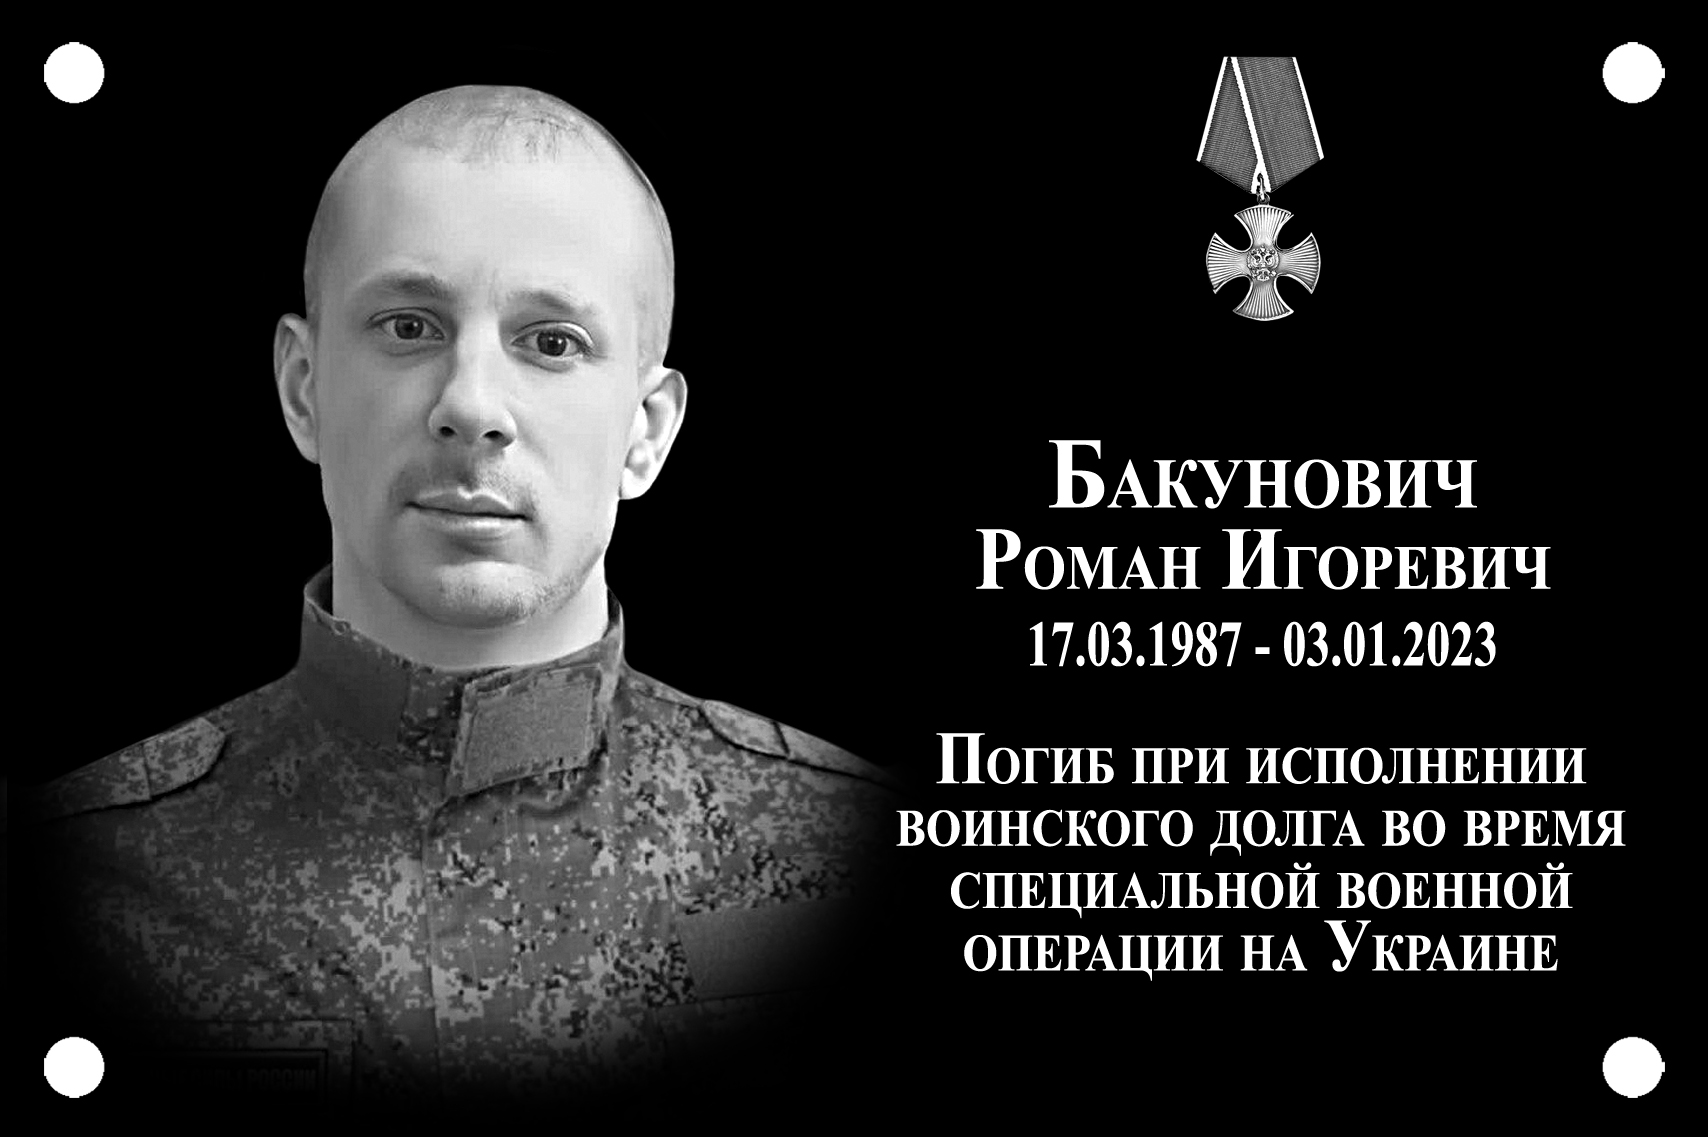 Бакунович
Роман Игоревич
17.03.1987 - 03.01.2023
Погиб при исполнении
воинского долга во время
специальной военной
операции на Украине
России